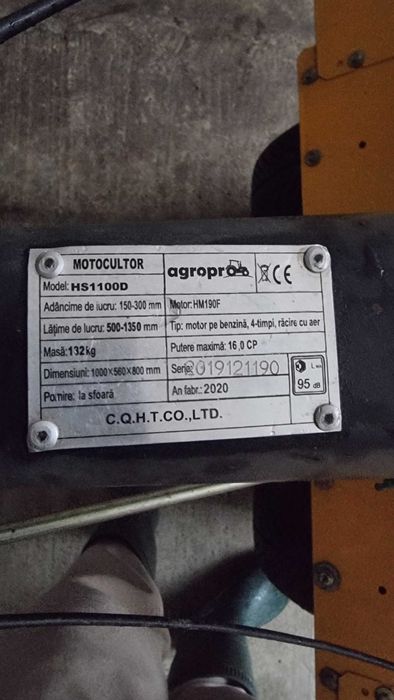 MOTOCULTOR
agropro
CE
Model: HS1100D
Adâncime de lucru: 150-300 mm
Motor: HM190F
Lățime de lucru: 500-1350 mm
Tip: motor pe benzină, 4-timpi, răcire cu aer
Masă: 132kg
Putere maximă: 16,0 CP
Dimensiuni: 1000×560×800 mm
Serie: 2019121190
Pornire: la sfoară
An fabr.: 2020
95 dB
C.Q.H.T.CO.,LTD.